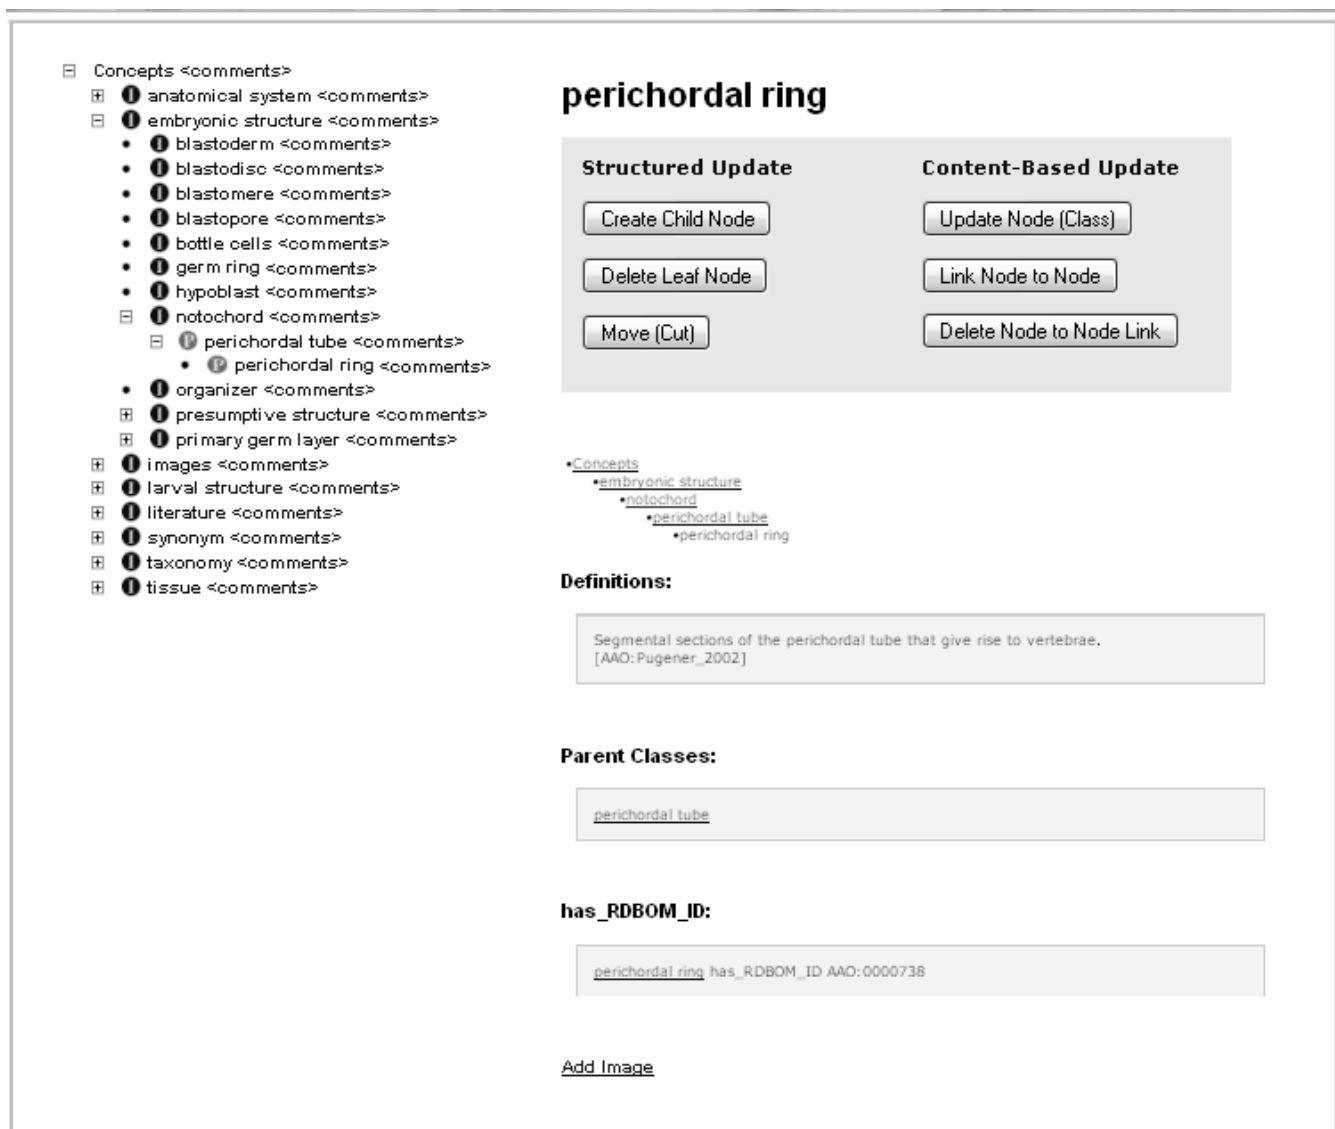 Concepts <comments>
anatomical system <comments>
embryonic structure <comments>
blastoderm <comments>
blastodisc <comments>
blastomere <comments>
blastopore <comments>
bottle cells <comments>
germ ring <comments>
hypoblast <comments>
notochord <comments>
P perichordal tube <comments>
P perichordal ring <comments>
organizer <comments>
presumptive structure <comments>
primary germ layer <comments>
images <comments>
larval structure <comments>
literature <comments>
synonym <comments>
taxonomy <comments>
tissue <comments>
perichordal ring
Structured Update
Create Child Node
Delete Leaf Node
Move (Cut)
Content-Based Update
Update Node (Class)
Link Node to Node
Delete Node to Node Link
•Concepts
•embryonic structure
•notochord
•perichordal tube
•perichordal ring
Definitions:
Segmental sections of the perichordal tube that give rise to vertebrae.
[AAO:Pugener_2002]
Parent Classes:
perichordal tube
has_RDBOM_ID:
perichordal ring has_RDBOM_ID AAO:0000738
Add Image